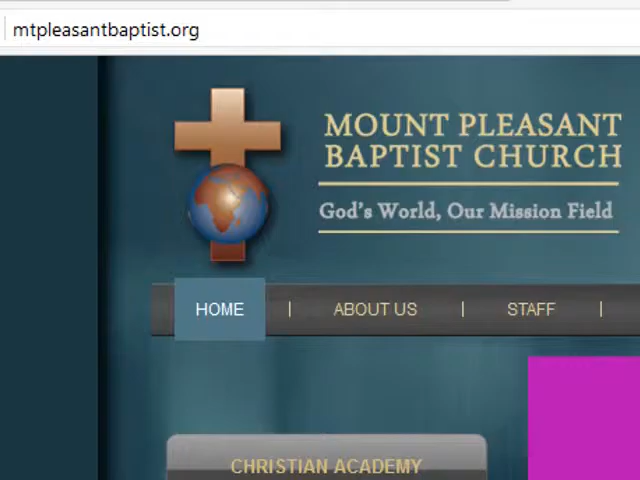 mtpleasantbaptist.org
MOUNT PLEASANT
BAPTIST CHURCH
God's World, Our Mission Field
HOME | ABOUT US | STAFF |
CHRISTIAN ACADEMY